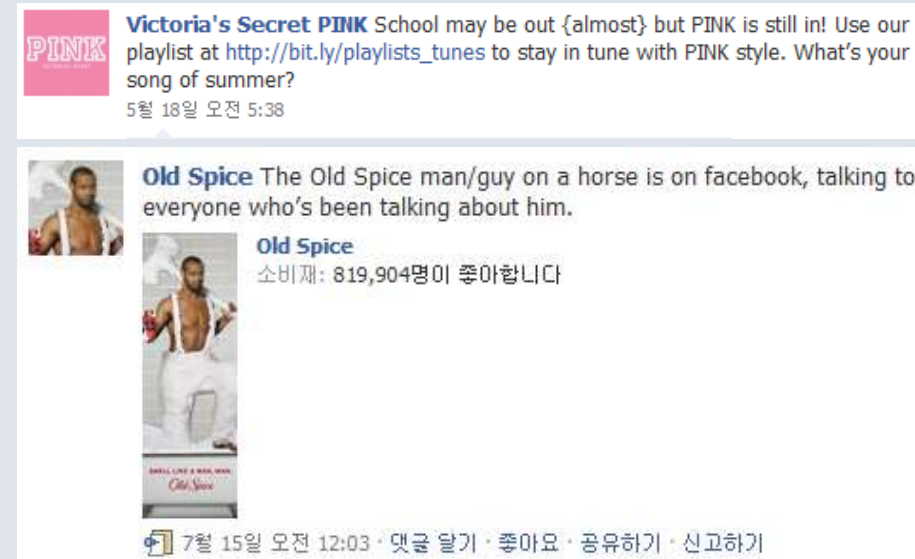 PINK
Victoria's Secret PINK School may be out {almost} but PINK is still in! Use our
playlist at http://bit.ly/playlists_tunes to stay in tune with PINK style. What's your
song of summer?
5월 18일 오전 5:38
Old Spice The Old Spice man/guy on a horse is on facebook, talking to
everyone who's been talking about him.
Old Spice
소비재: 819,904명이 좋아합니다
SMELL LIKE A MAN, MAN.
Old Spice
7월 15일 오전 12:03 · 댓글 달기 · 좋아요 · 공유하기 · 신고하기